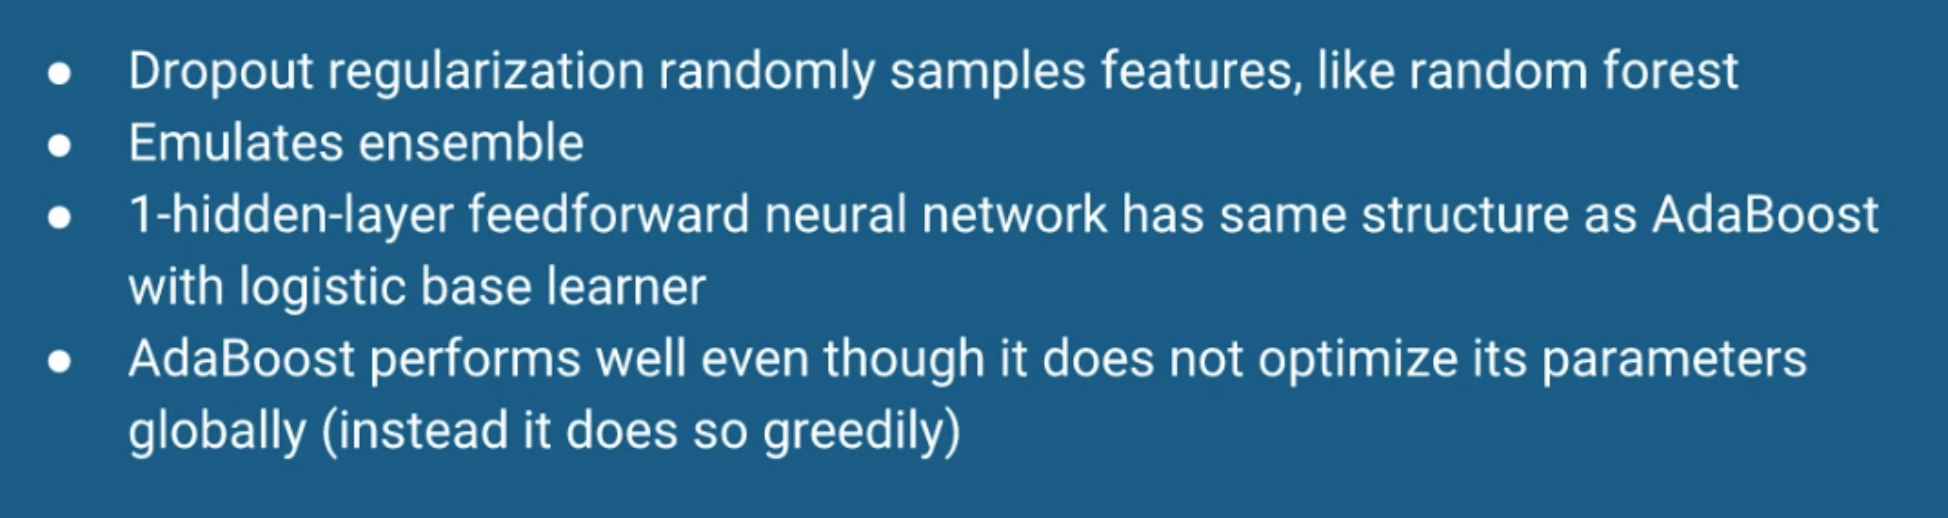 ● Dropout regularization randomly samples features, like random forest
● Emulates ensemble
● 1-hidden-layer feedforward neural network has same structure as AdaBoost
with logistic base learner
● AdaBoost performs well even though it does not optimize its parameters
globally (instead it does so greedily)